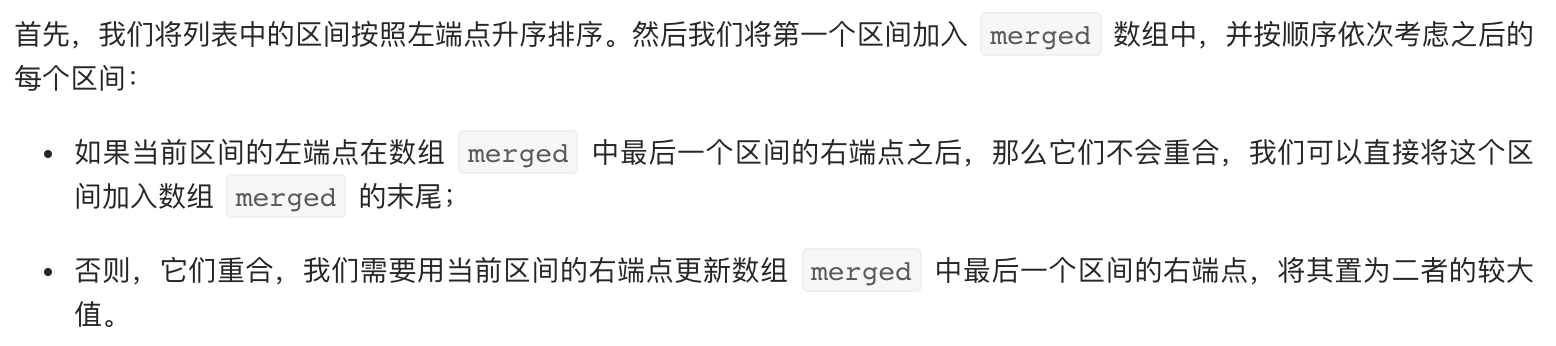 首先，我们将列表中的区间按照左端点升序排序。然后我们将第一个区间加入 merged 数组中，并按顺序依次考虑之后的
每个区间：
• 如果当前区间的左端点在数组 merged 中最后一个区间的右端点之后，那么它们不会重合，我们可以直接将这个区
间加入数组 merged 的末尾；
• 否则，它们重合，我们需要用当前区间的右端点更新数组 merged 中最后一个区间的右端点，将其置为二者的较大
值。